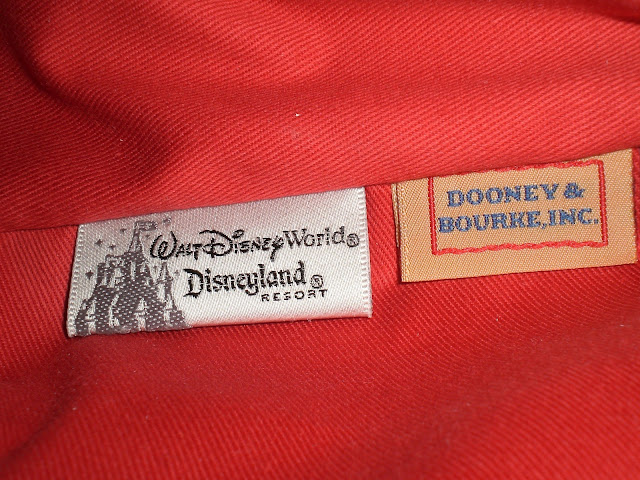 Walt Disney World®
Disneyland®
RESORT
DOONEY &
BOURKE, INC.